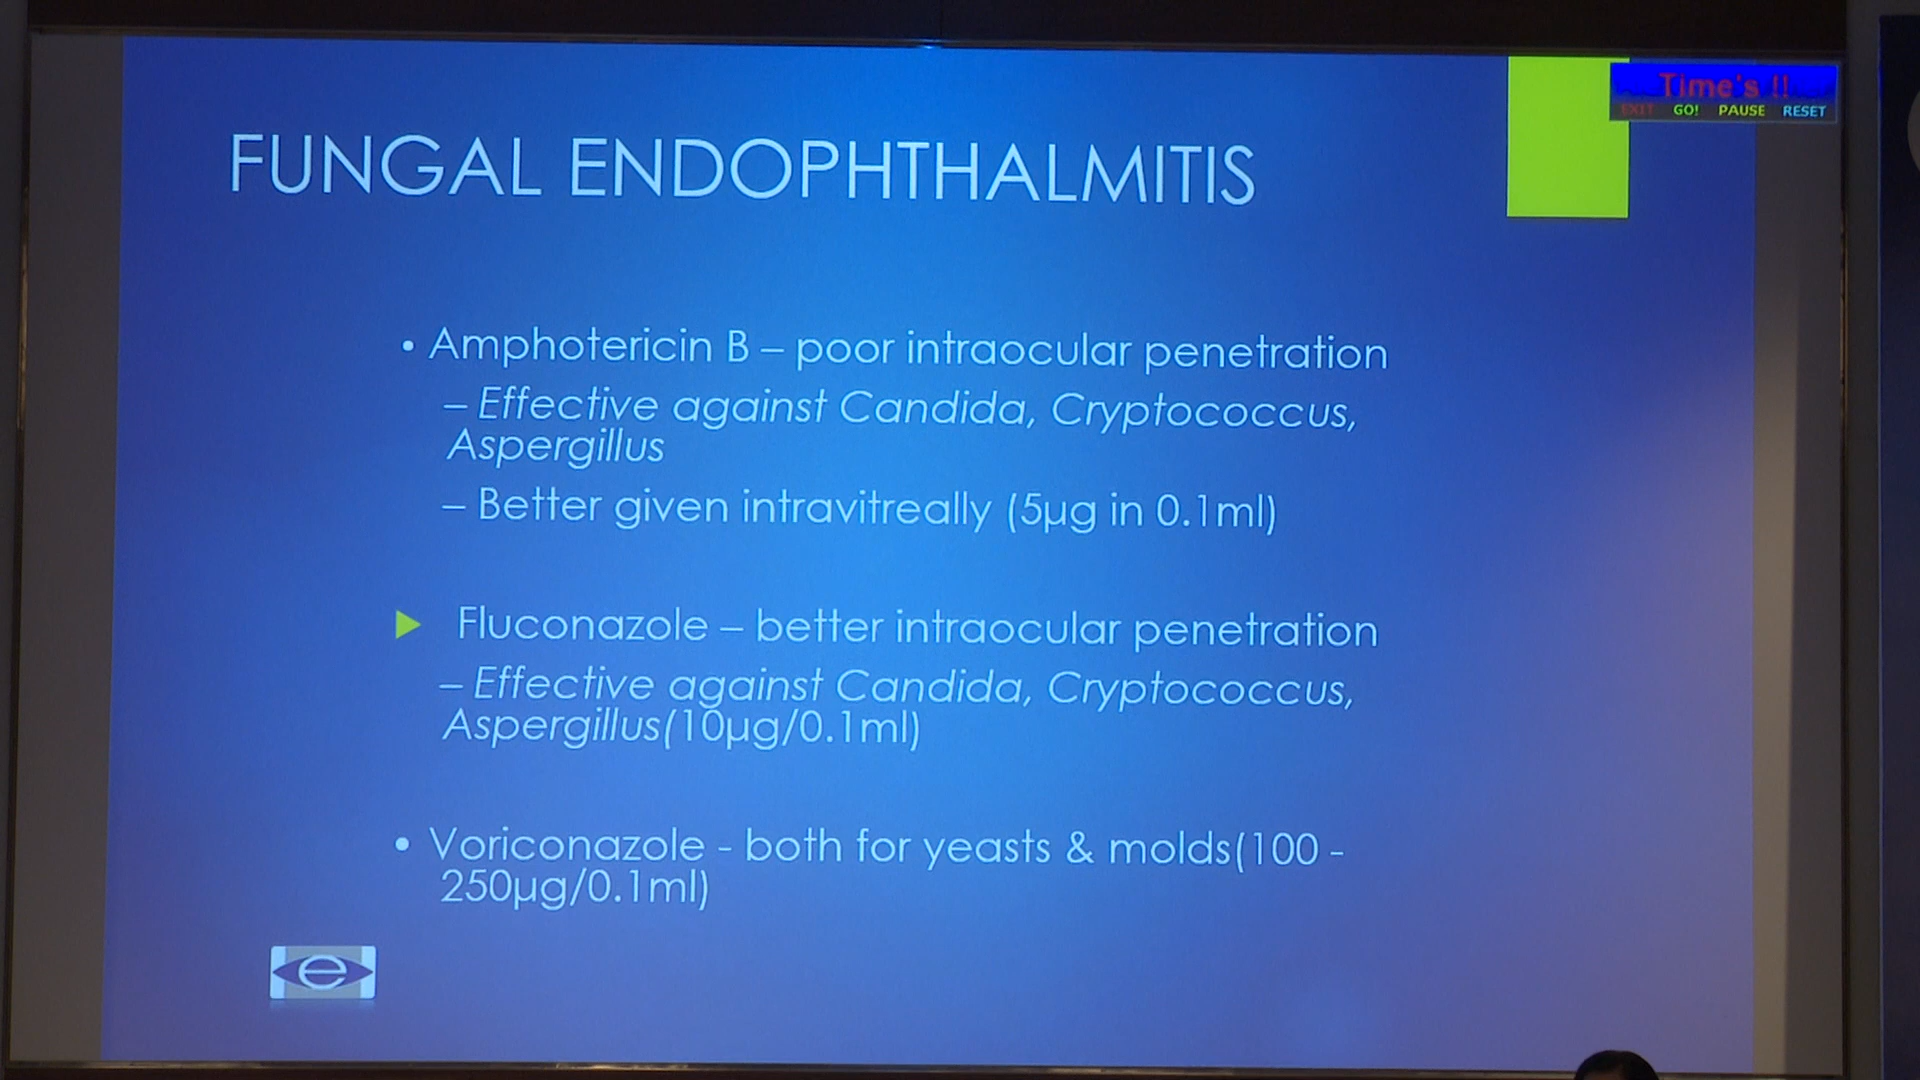 Time's !!
EXIT GO! PAUSE RESET
FUNGAL ENDOPHTHALMITIS
• Amphotericin B – poor intraocular penetration
– Effective against Candida, Cryptococcus,
Aspergillus
– Better given intravitreally (5µg in 0.1ml)
Fluconazole – better intraocular penetration
– Effective against Candida, Cryptococcus,
Aspergillus(10µg/0.1ml)
• Voriconazole - both for yeasts & molds(100 -
250µg/0.1ml)
e